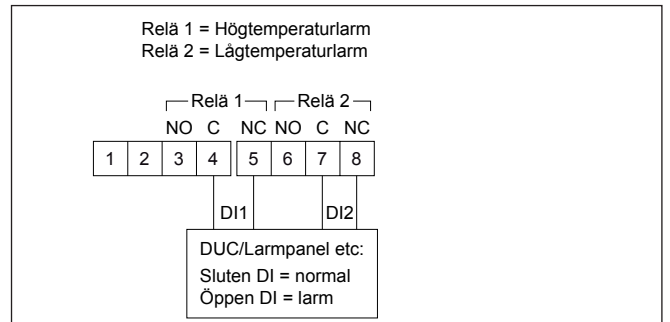 Relä 1 = Högtemperaturlarm
Relä 2 = Lågtemperaturlarm
Relä 1 Relä 2
NO C NC NO C NC
1 2 3 4 5 6 7 8
DI1 DI2
DUC/Larmpanel etc:
Sluten DI = normal
Öppen DI = larm